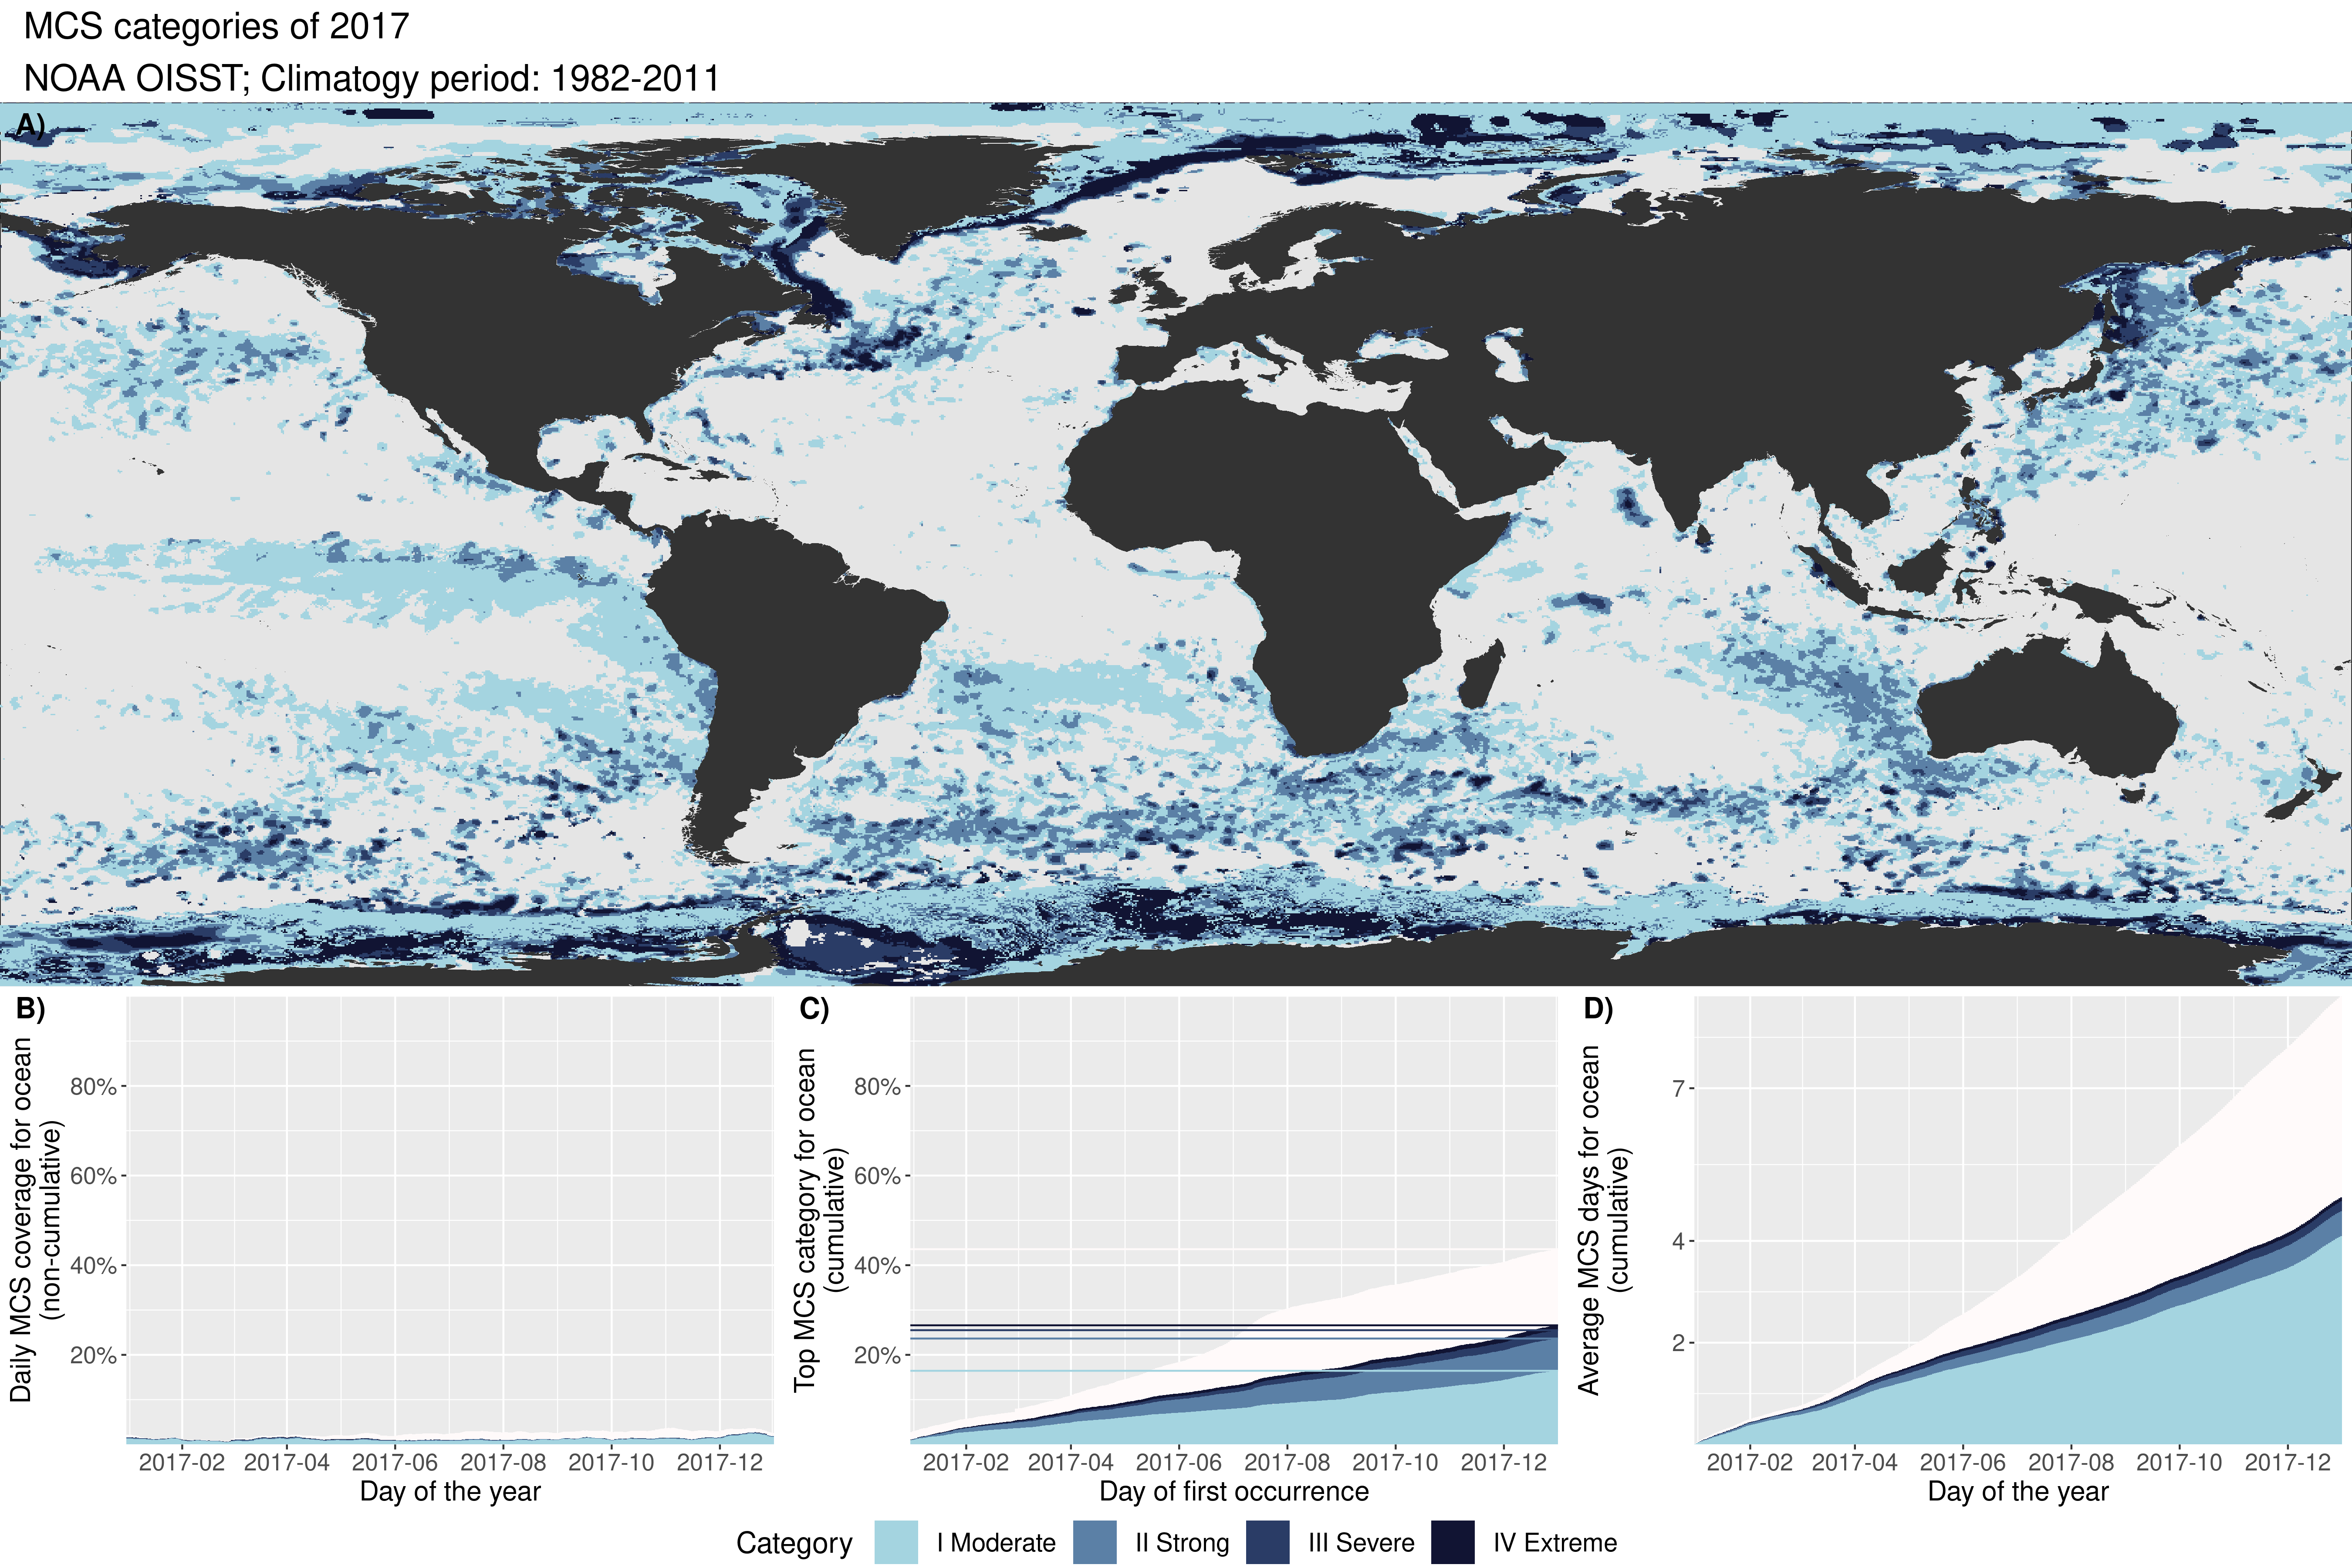 MCS categories of 2017
NOAA OISST; Climatogy period: 1982-2011
A)
B)
Daily MCS coverage for ocean
(non-cumulative)
80%
60%
40%
20%
2017-02 2017-04 2017-06 2017-08 2017-10 2017-12
Day of the year
C)
Top MCS category for ocean
(cumulative)
80%
60%
40%
20%
2017-02 2017-04 2017-06 2017-08 2017-10 2017-12
Day of first occurrence
D)
Average MCS days for ocean
(cumulative)
7
4
2
2017-02 2017-04 2017-06 2017-08 2017-10 2017-12
Day of the year
Category I Moderate II Strong III Severe IV Extreme